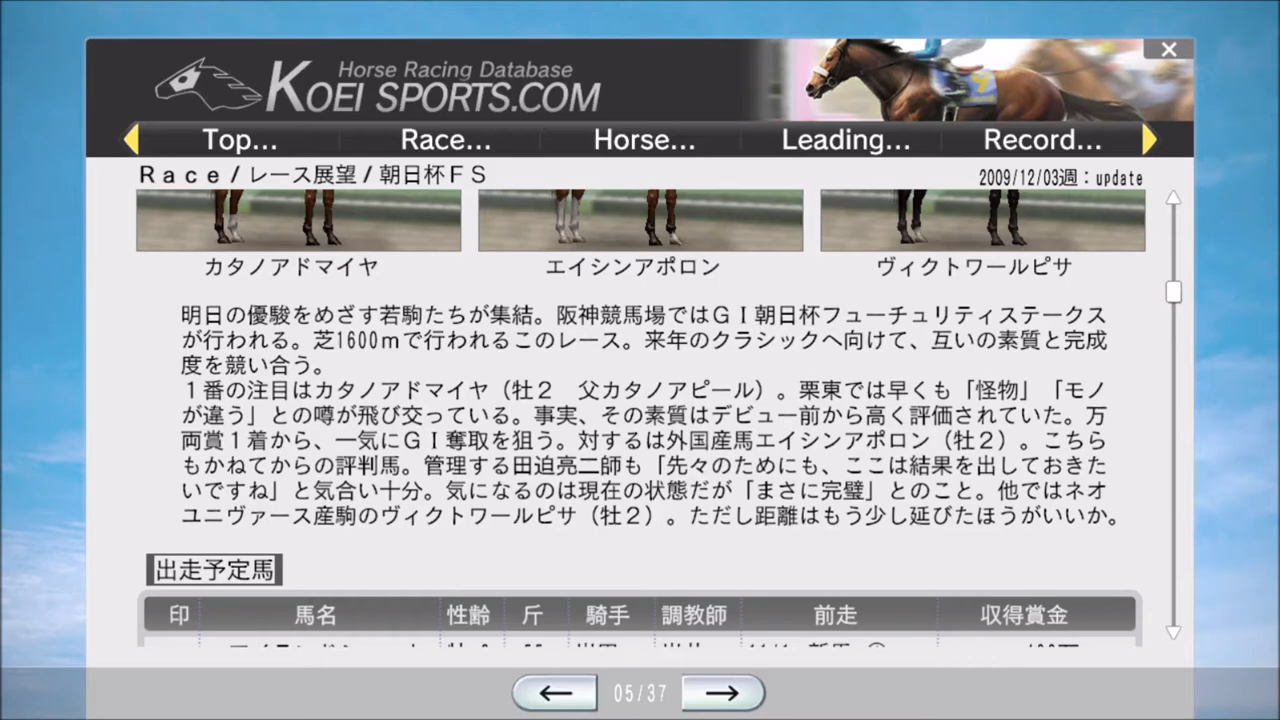 Horse Racing Database
KOEI SPORTS.COM
Top... Race... Horse... Leading... Record...
Ｒａｃｅ / レース展望 / 朝日杯ＦＳ
2009/12/03週：update
カタノアドマイヤ エイシンアポロン ヴィクトワールピサ
明日の優駿をめざす若駒たちが集結。阪神競馬場ではＧⅠ朝日杯フューチュリティステークス
が行われる。芝1600ｍで行われるこのレース。来年のクラシックへ向けて、互いの素質と完成
度を競い合う。
１番の注目はカタノアドマイヤ（牡２　父カタノアピール）。栗東では早くも「怪物」「モノ
が違う」との噂が飛び交っている。事実、その素質はデビュー前から高く評価されていた。万
両賞１着から、一気にＧⅠ奪取を狙う。対するは外国産馬エイシンアポロン（牡２）。こちら
もかねてからの評判馬。管理する田迫亮二師も「先々のためにも、ここは結果を出しておきた
いですね」と気合い十分。気になるのは現在の状態だが「まさに完璧」とのこと。他ではネオ
ユニヴァース産駒のヴィクトワールピサ（牡２）。ただし距離はもう少し延びたほうがいいか。
出走予定馬
印 馬名 性齢 斤 騎手 調教師 前走 収得賞金
05/37